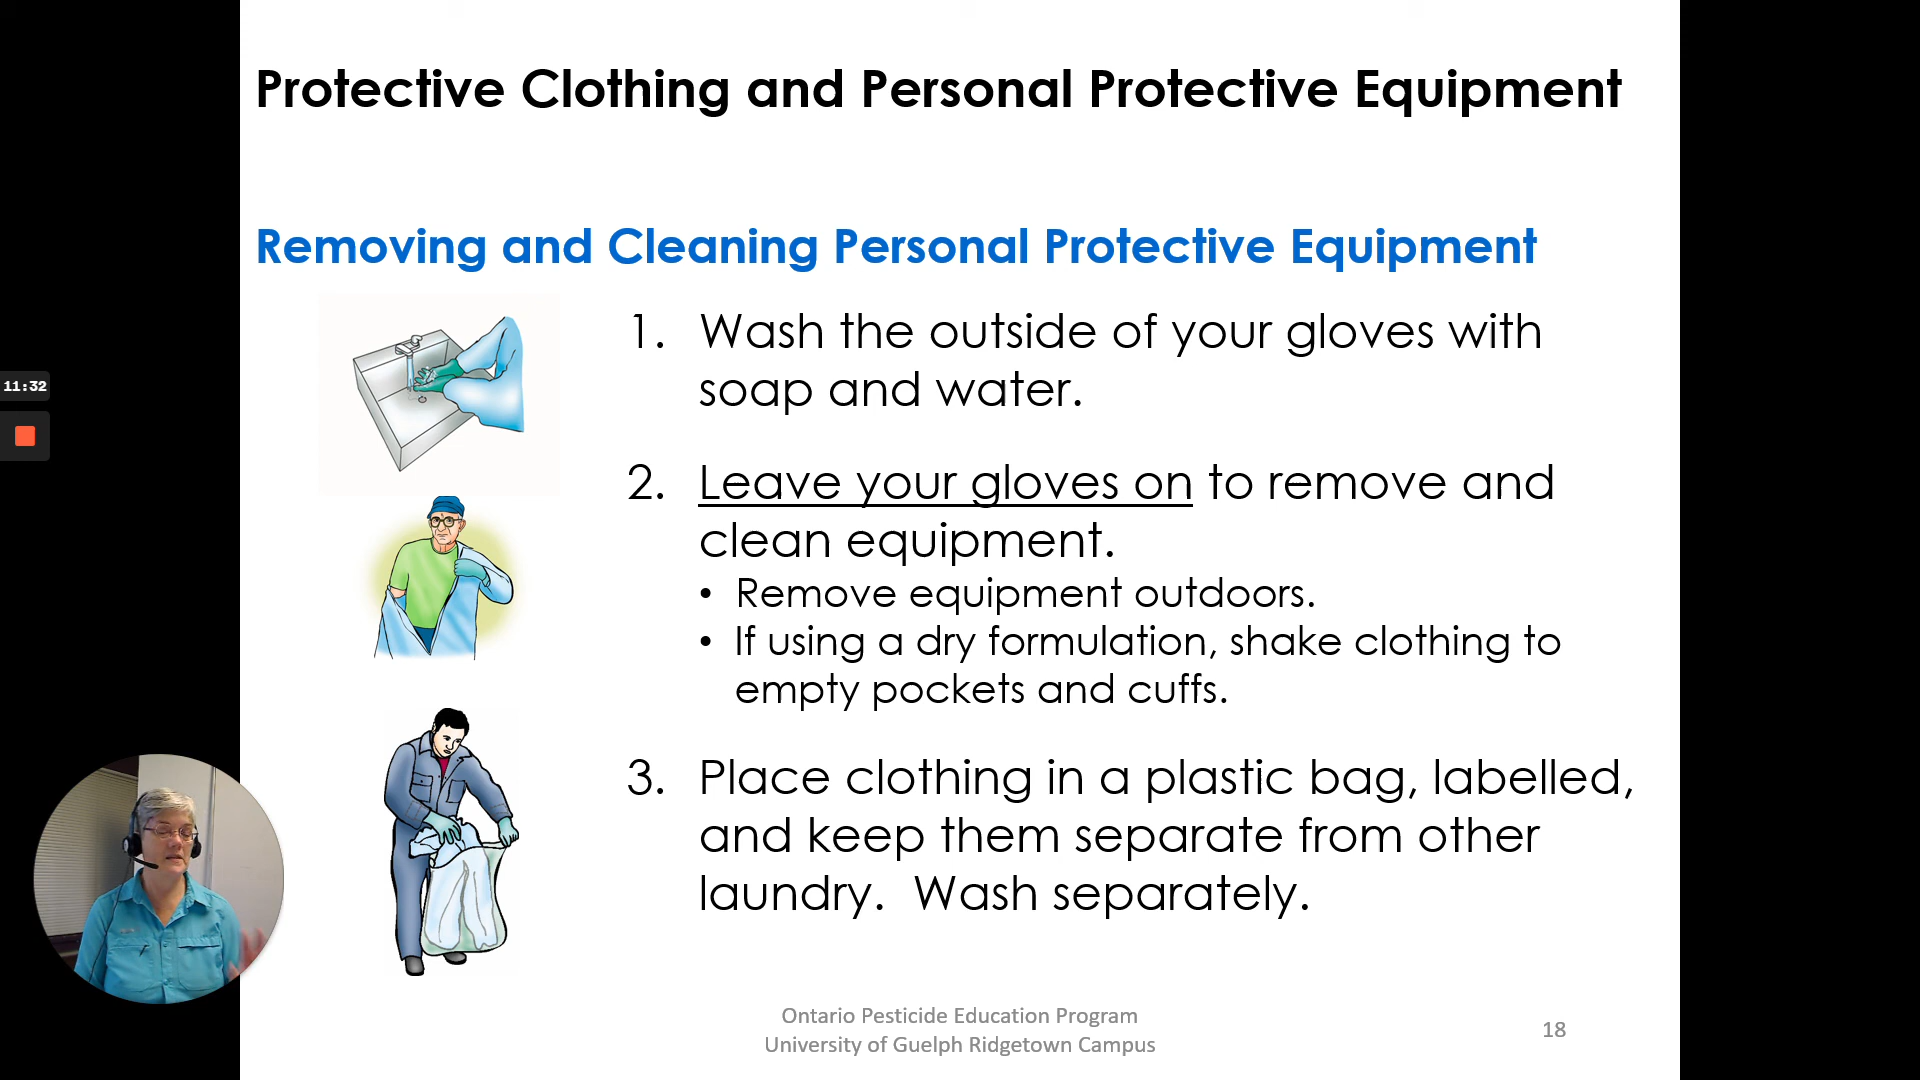 Protective Clothing and Personal Protective Equipment
Removing and Cleaning Personal Protective Equipment
1. Wash the outside of your gloves with
soap and water.
2. Leave your gloves on to remove and
clean equipment.
• Remove equipment outdoors.
• If using a dry formulation, shake clothing to
empty pockets and cuffs.
3. Place clothing in a plastic bag, labelled,
and keep them separate from other
laundry.  Wash separately.
11:32
Ontario Pesticide Education Program
University of Guelph Ridgetown Campus
18